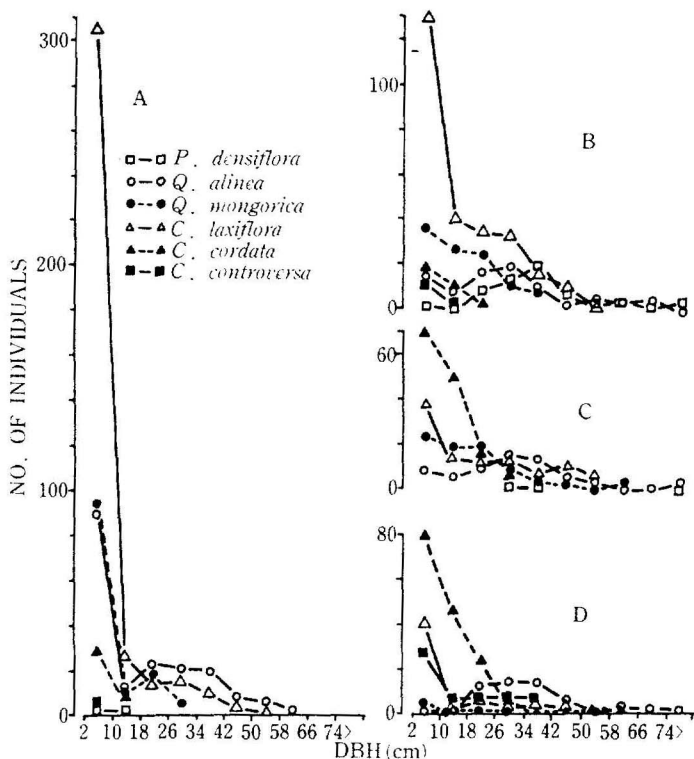 NO. OF INDIVIDUALS
300
200
100
0
A
P. densiflora
Q. alinea
Q. mongorica
C. laxiflora
C. cordata
C. controversa
2 10 18 26 34 42 50 58 66 74>
100
0
B
60
0
C
80
0
D
2 10 18 26 34 42 50 58 66 74>
DBH(cm)